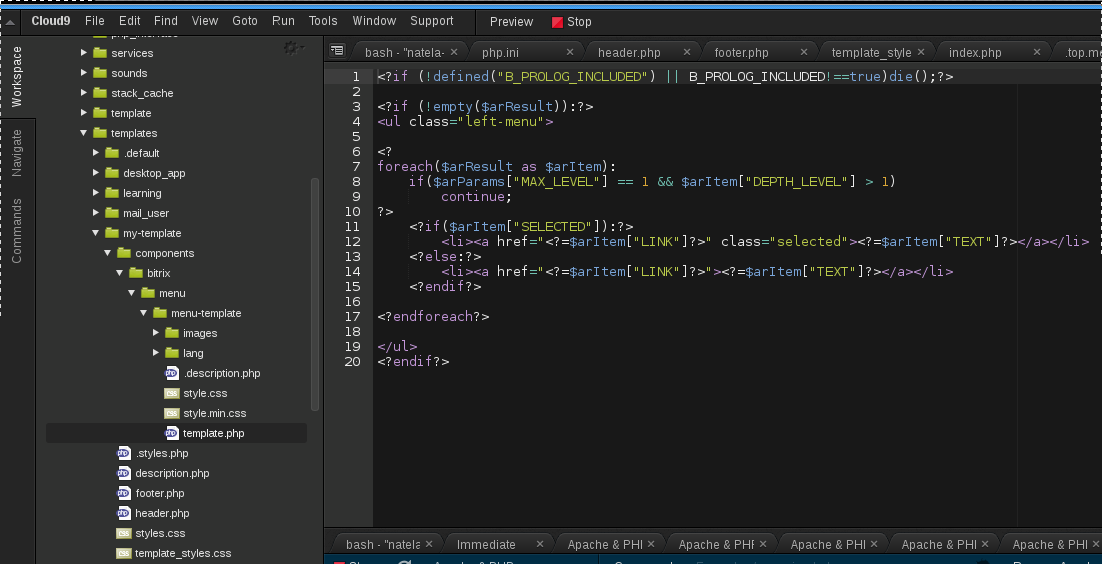 Cloud9 File Edit Find View Goto Run Tools Window Support Preview Stop
Workspace
Navigate
Commands
php_interface
services
sounds
stack_cache
template
templates
.default
desktop_app
learning
mail_user
my-template
components
bitrix
menu
menu-template
images
lang
.description.php
style.css
style.min.css
template.php
.styles.php
description.php
footer.php
header.php
styles.css
template_styles.css
bash - "natela- × php.ini × header.php × footer.php × template_style × index.php × .top.me
1 <?if (!defined("B_PROLOG_INCLUDED") || B_PROLOG_INCLUDED!==true)die();?>
2
3 <?if (!empty($arResult)):?>
4 <ul class="left-menu">
5
6 <?
7 foreach($arResult as $arItem):
8 if($arParams["MAX_LEVEL"] == 1 && $arItem["DEPTH_LEVEL"] > 1)
9 continue;
10 ?>
11 <?if($arItem["SELECTED"]):?>
12 <li><a href="<?=$arItem["LINK"]?>" class="selected"><?=$arItem["TEXT"]?></a></li>
13 <?else:?>
14 <li><a href="<?=$arItem["LINK"]?>"><?=$arItem["TEXT"]?></a></li>
15 <?endif?>
16
17 <?endforeach?>
18
19 </ul>
20 <?endif?>
bash - "natela × Immediate × Apache & PHI × Apache & PHF × Apache & PHI × Apache & PHI × Apache & PHI ×